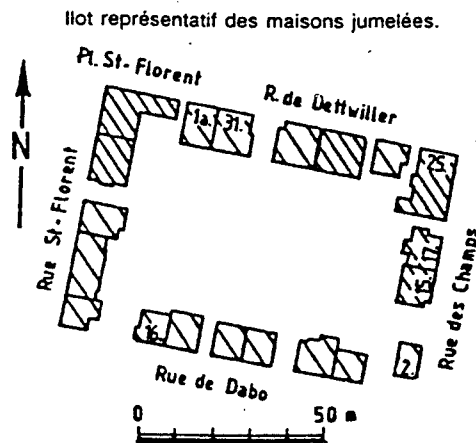 Ilot représentatif des maisons jumelées.
Pl. St-Florent
R. de Dettwiller
N
1a.
31.
25.
Rue St-Florent
17.
15.
Rue des Champs
16.
2.
Rue de Dabo
0 50 m